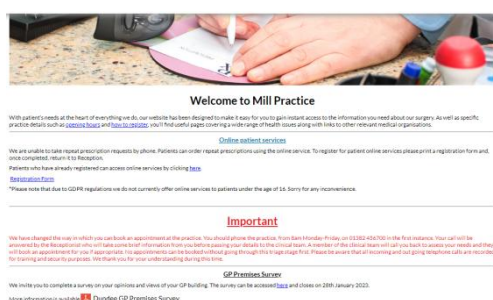 Welcome to Mill Practice
With patient's needs at the heart of everything we do, our website has been designed to make it easy for you to gain instant access to the information you need about our surgery. As well as specific
practice details such as opening hours and how to register, you'll find useful pages covering a wide range of health issues along with links to other relevant medical organisations.
Online patient services
We are unable to take repeat prescription requests by phone. Patients can order repeat prescriptions using the online service. To register for patient online services please print a registration form and,
once completed, return it to Reception.
Patients who have already registered can access online services by clicking here.
Registration Form
*Please note that due to GDPR regulations we do not currently offer online services to patients under the age of 16. Sorry for any inconvenience.
Important
We have changed the way in which you can book an appointment at the practice. You should phone the practice, from 8am Monday-Friday, on 01382 456700 in the first instance. Your call will be
answered by the Receptionist who will take some brief information from you before passing your details to the clinical team. A member of the clinical team will call you back to assess your needs and they
will book an appointment for you if appropriate. No appointments can be booked without going through this triage stage first. Please be aware that all incoming and out going telephone calls are recorded
for training and security purposes. We thank you for your understanding during this time.
GP Premises Survey
We invite you to complete a survey on your opinions and views of your GP building. The survey can be accessed here and closes on 28th January 2023.
More information is available Dundee GP Premises Survey